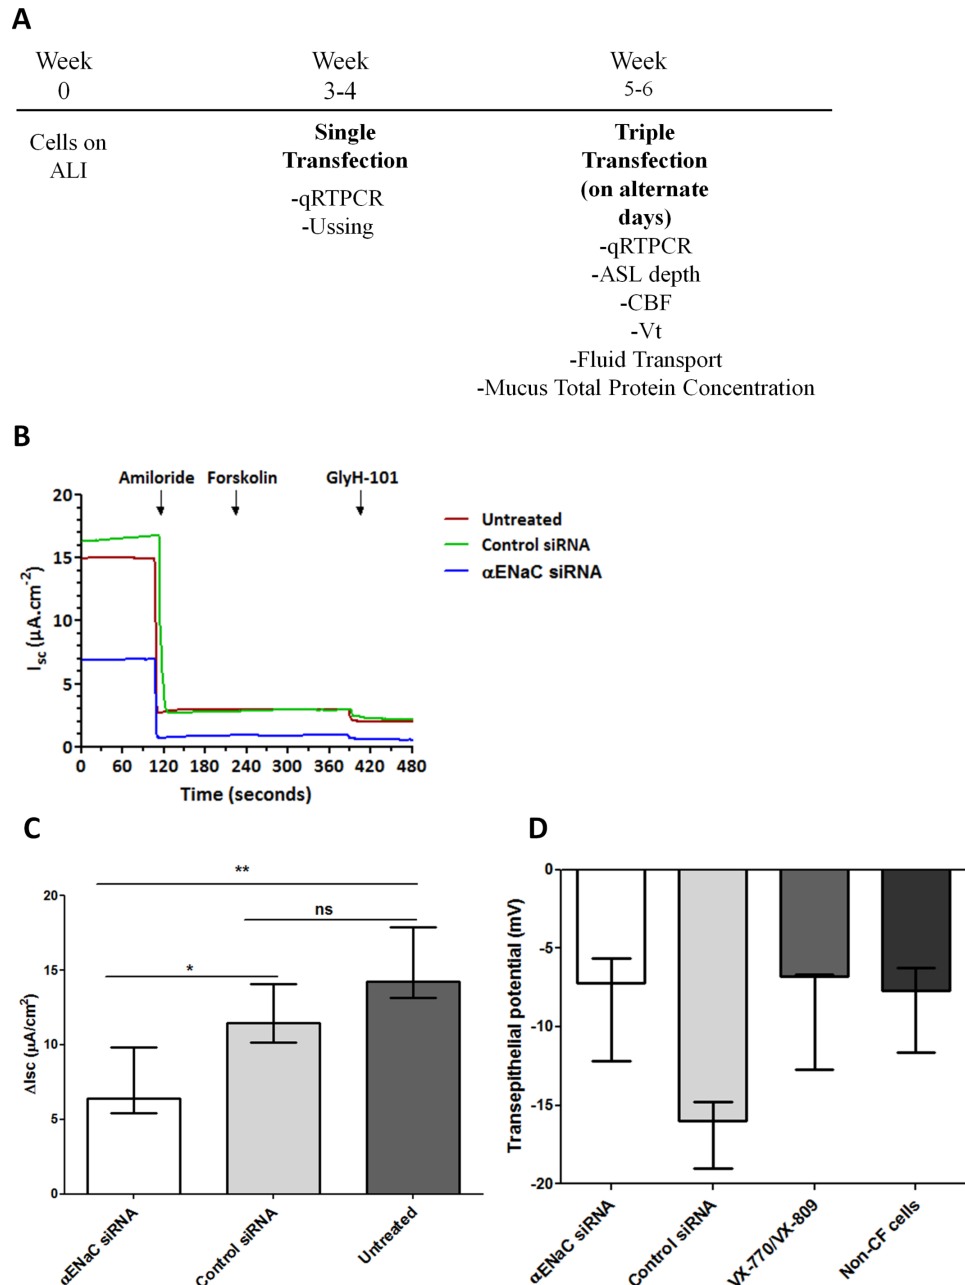 A
Week 0
Week 3-4
Week 5-6
Cells on ALI
Single Transfection
-qRTPCR
-Ussing
Triple Transfection (on alternate days)
-qRTPCR
-ASL depth
-CBF
-Vt
-Fluid Transport
-Mucus Total Protein Concentration
B
Amiloride
Forskolin
GlyH-101
20
15
10
5
0
Isc (µA.cm-2)
0 60 120 180 240 300 360 420 480
Time (seconds)
Untreated
Control siRNA
αENaC siRNA
C
**
ns
*
20
15
10
5
0
ΔIsc (µA/cm²)
αENaC siRNA
Control siRNA
Untreated
D
0
-5
-10
-15
-20
Transepithelial potential (mV)
αENaC siRNA
Control siRNA
VX-770/VX-809
Non-CF cells